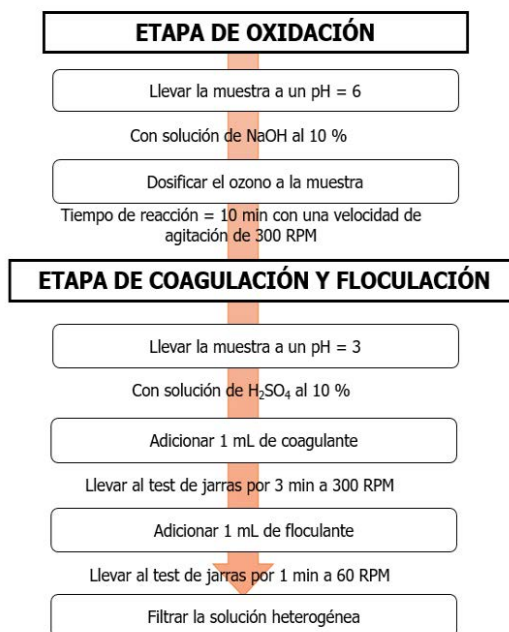 ETAPA DE OXIDACIÓN
Llevar la muestra a un pH = 6
Con solución de NaOH al 10 %
Dosificar el ozono a la muestra
Tiempo de reacción = 10 min con una velocidad de
agitación de 300 RPM
ETAPA DE COAGULACIÓN Y FLOCULACIÓN
Llevar la muestra a un pH = 3
Con solución de H₂SO₄ al 10 %
Adicionar 1 mL de coagulante
Llevar al test de jarras por 3 min a 300 RPM
Adicionar 1 mL de floculante
Llevar al test de jarras por 1 min a 60 RPM
Filtrar la solución heterogénea